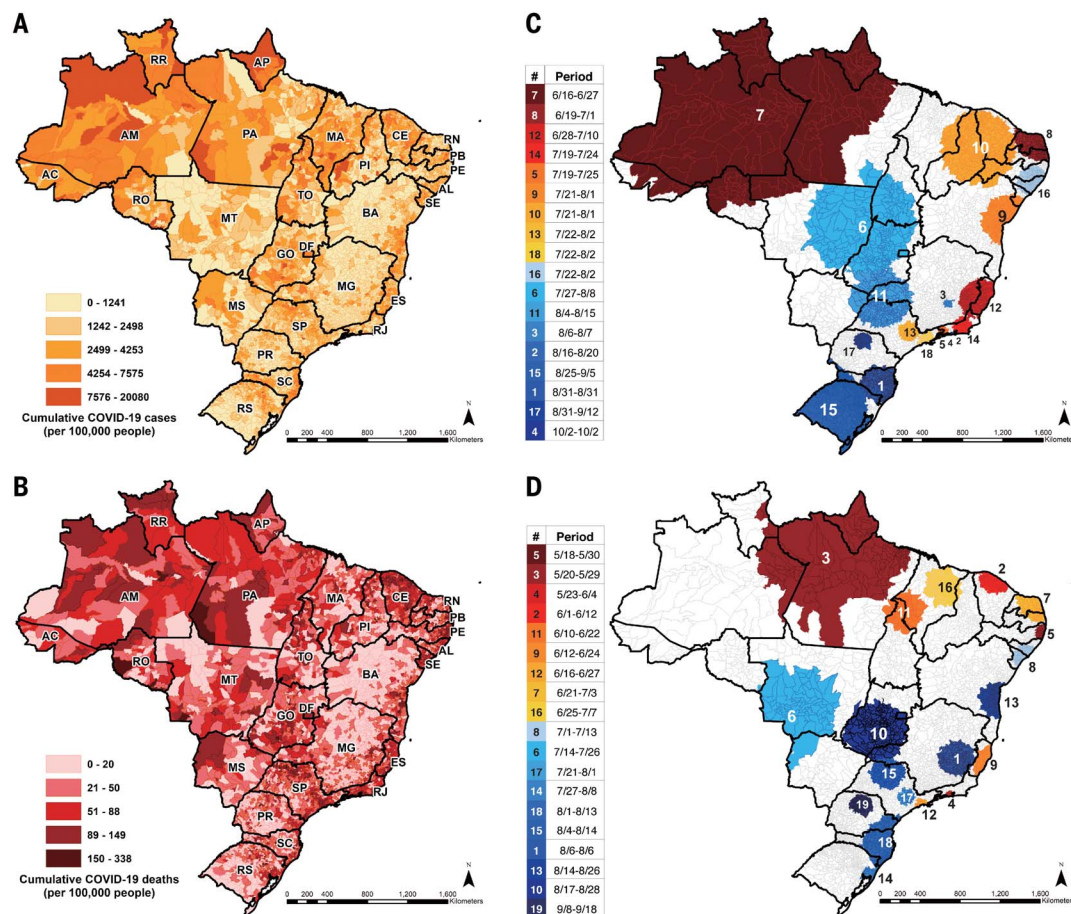 A
RR
AP
AM
PA
MA
CE
RN
PB
PE
AL
SE
PI
AC
RO
TO
MT
BA
DF
GO
MG
ES
MS
SP
RJ
PR
SC
RS
0 - 1241
1242 - 2498
2499 - 4253
4254 - 7575
7576 - 20080
Cumulative COVID-19 cases
(per 100,000 people)
N
0 200 400 800 1,200 1,600
Kilometers
C
# Period
7 6/16-6/27
8 6/19-7/1
12 6/28-7/10
14 7/19-7/24
5 7/19-7/25
9 7/21-8/1
10 7/21-8/1
13 7/22-8/2
18 7/22-8/2
16 7/22-8/2
6 7/27-8/8
11 8/4-8/15
3 8/6-8/7
2 8/16-8/20
15 8/25-9/5
1 8/31-8/31
17 8/31-9/12
4 10/2-10/2
7
10
8
16
9
6
11
3
12
13
18
5
4
2
14
17
1
15
N
0 200 400 800 1,200 1,600
Kilometers
B
RR
AP
AM
PA
MA
CE
RN
PB
PE
AL
SE
PI
AC
RO
TO
MT
BA
DF
GO
MG
ES
MS
SP
RJ
PR
SC
RS
0 - 20
21 - 50
51 - 88
89 - 149
150 - 338
Cumulative COVID-19 deaths
(per 100,000 people)
N
0 200 400 800 1,200 1,600
Kilometers
D
# Period
5 5/18-5/30
3 5/20-5/29
4 5/23-6/4
2 6/1-6/12
11 6/10-6/22
9 6/12-6/24
12 6/16-6/27
7 6/21-7/3
16 6/25-7/7
8 7/1-7/13
6 7/14-7/26
17 7/21-8/1
14 7/27-8/8
18 8/1-8/13
15 8/4-8/14
1 8/6-8/6
13 8/14-8/26
10 8/17-8/28
19 9/8-9/18
3
2
16
11
7
5
8
13
6
10
1
9
15
17
4
12
19
18
14
N
0 200 400 800 1,200 1,600
Kilometers